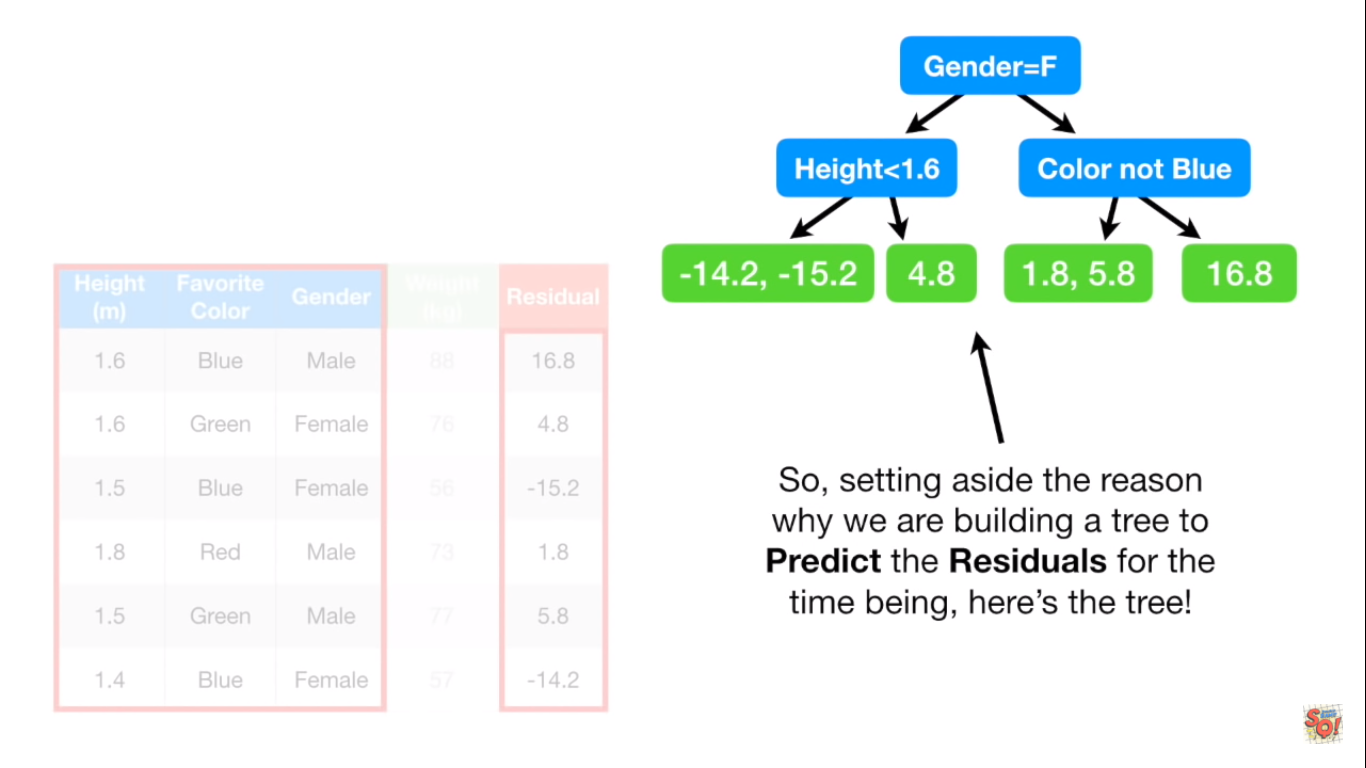 Gender=F
Height<1.6
Color not Blue
-14.2, -15.2
4.8
1.8, 5.8
16.8
Height (m) Favorite Color Gender Weight (kg) Residual
1.6 Blue Male 88 16.8
1.6 Green Female 76 4.8
1.5 Blue Female 56 -15.2
1.8 Red Male 73 1.8
1.5 Green Male 77 5.8
1.4 Blue Female 57 -14.2
So, setting aside the reason
why we are building a tree to
Predict the Residuals for the
time being, here’s the tree!
SQ!